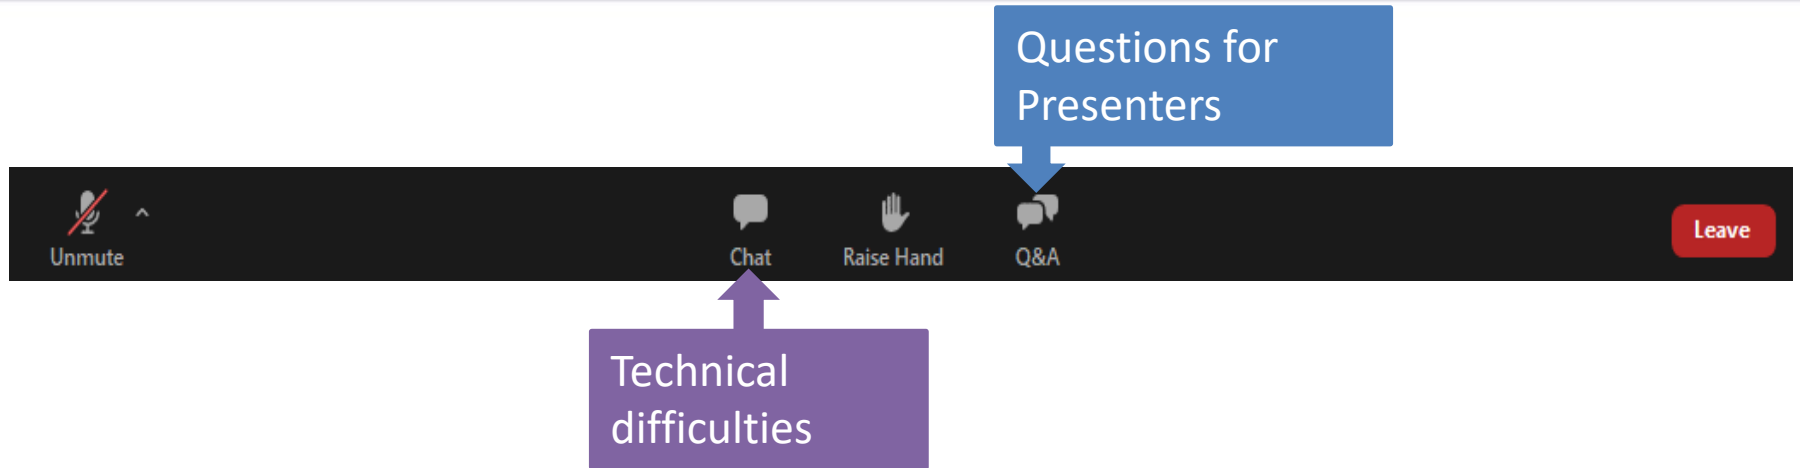 Questions for
Presenters
Unmute
Chat
Raise Hand
Q&A
Leave
Technical
difficulties